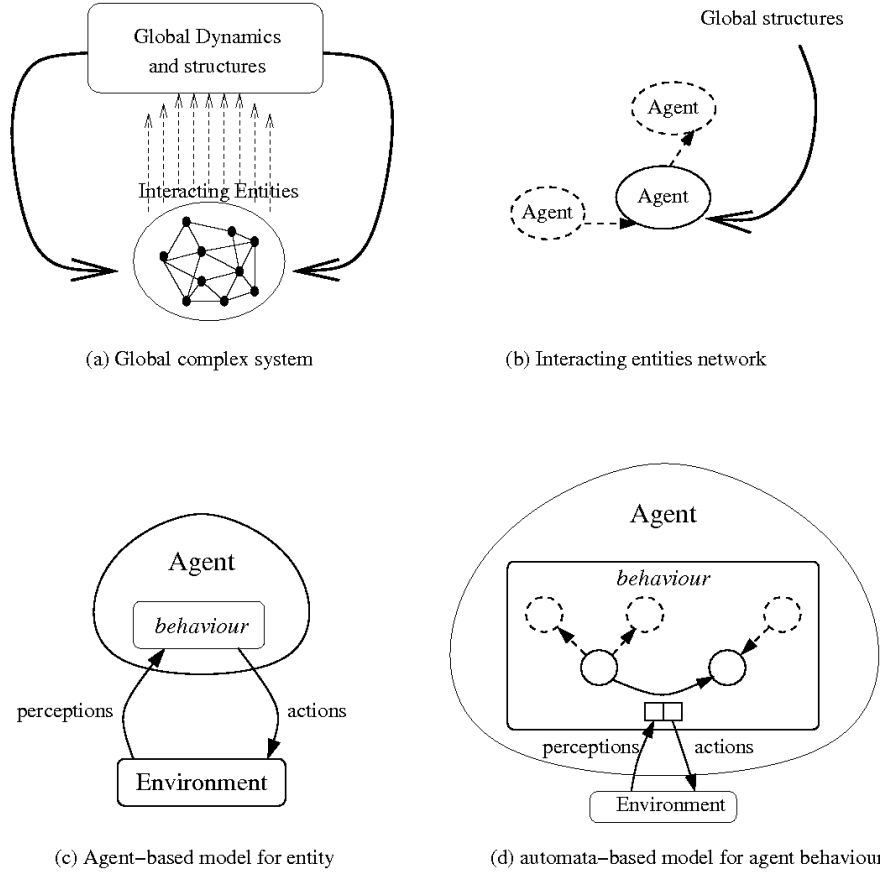 Global Dynamics
and structures
Interacting Entities
(a) Global complex system
Global structures
Agent
Agent
Agent
(b) Interacting entities network
Agent
behaviour
perceptions
actions
Environment
(c) Agent-based model for entity
Agent
behaviour
perceptions
actions
Environment
(d) automata-based model for agent behaviour